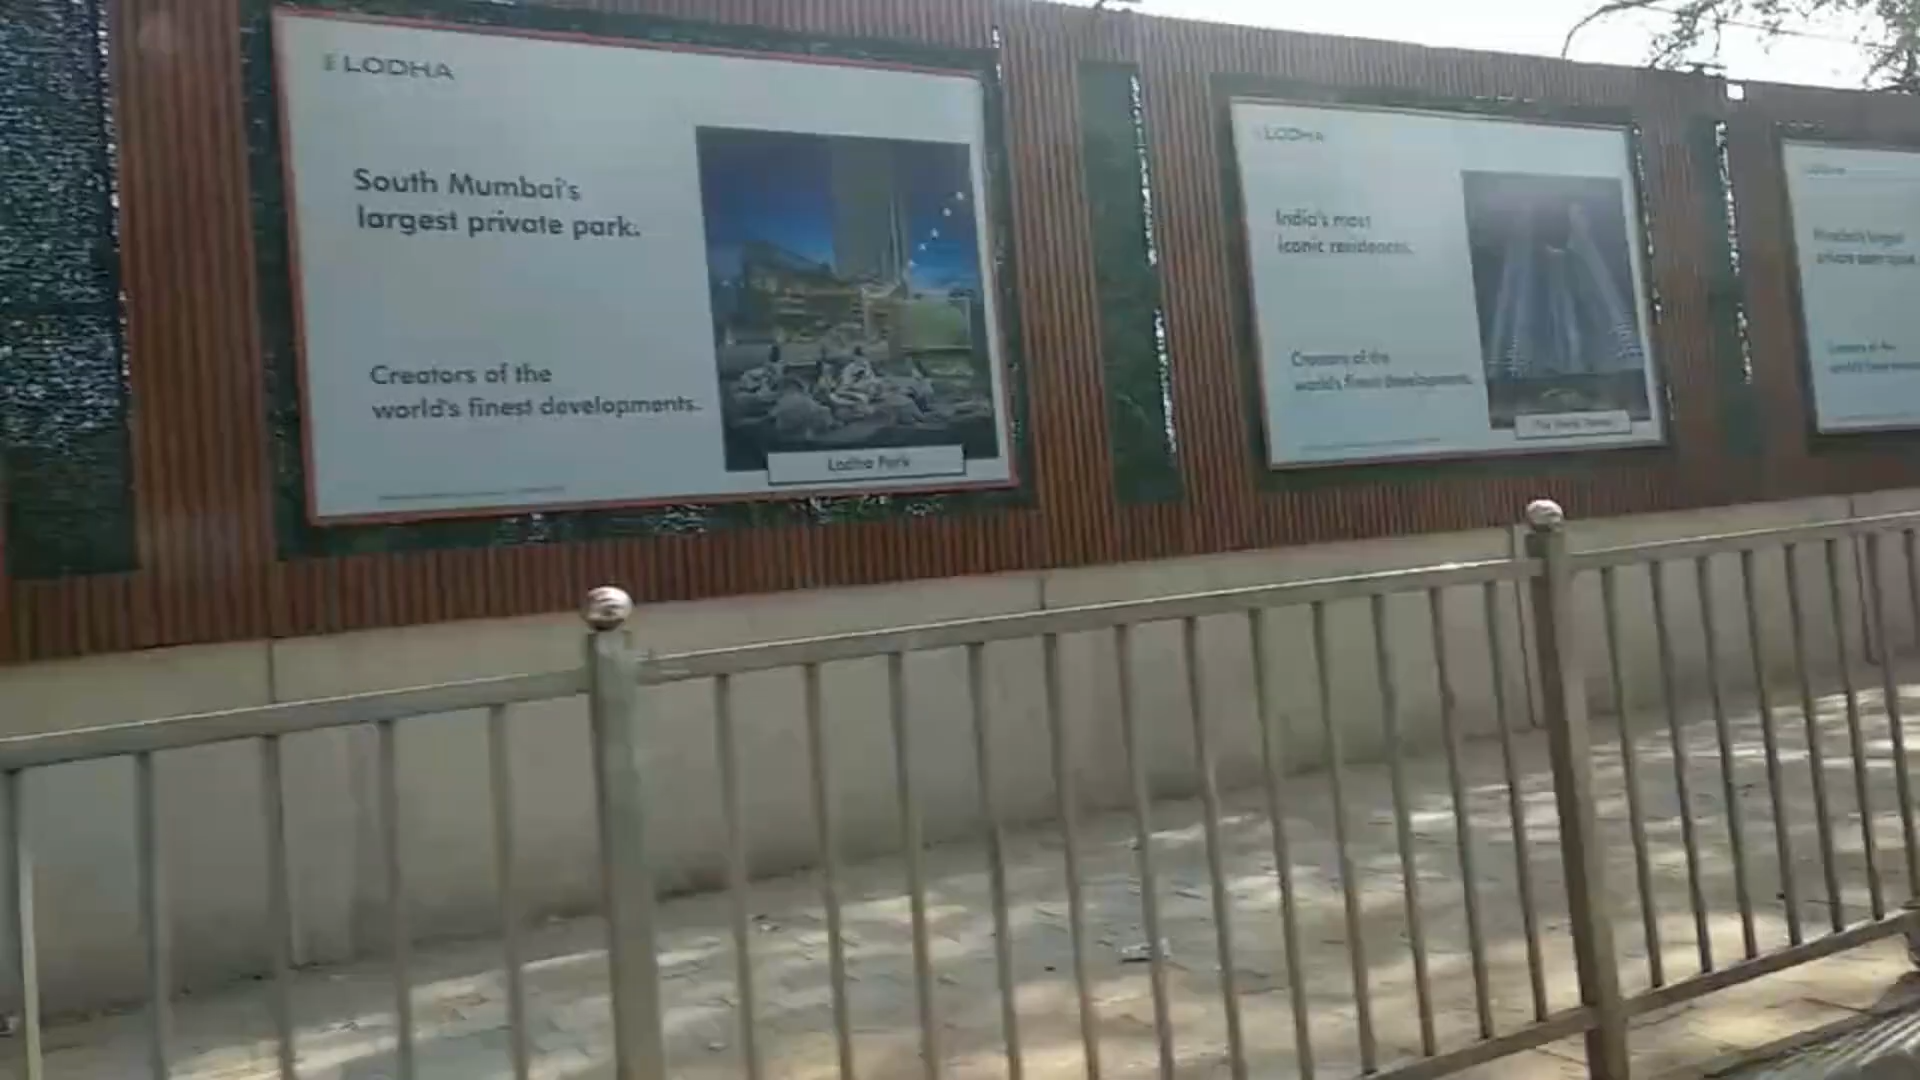 LODHA
South Mumbai's
largest private park.
Creators of the
world's finest developments.
Lodha Park
LODHA
India's most
iconic residences.
Creators of the
world's finest developments.